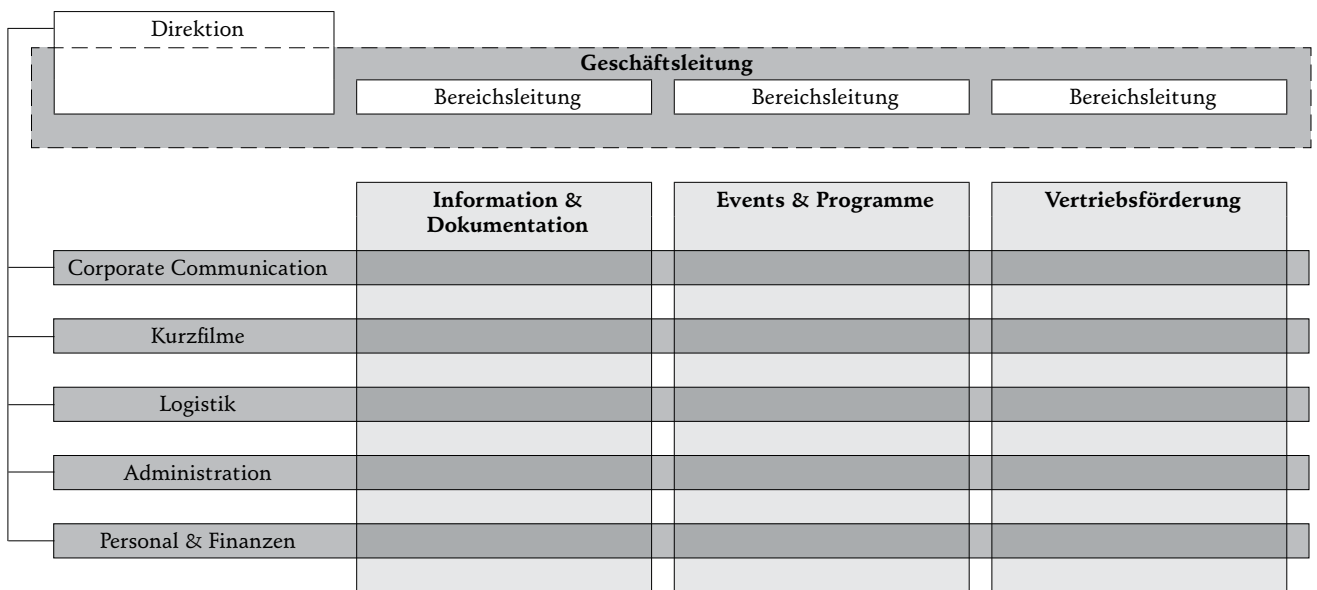 Direktion
Geschäftsleitung
Bereichsleitung
Bereichsleitung
Bereichsleitung
Information &
Dokumentation
Events & Programme
Vertriebsförderung
Corporate Communication
Kurzfilme
Logistik
Administration
Personal & Finanzen